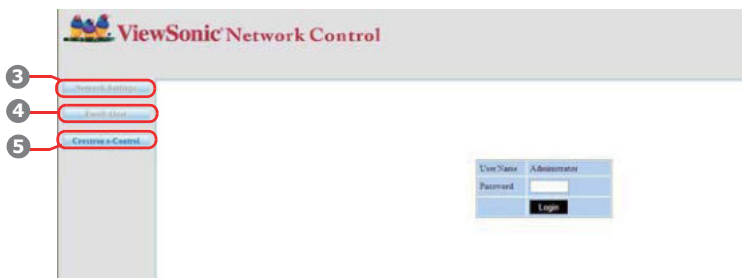 ViewSonic® Network Control
3
Network Settings
4
Email Alert
5
Crestron e-Control
User Name Administrator
Password
Login